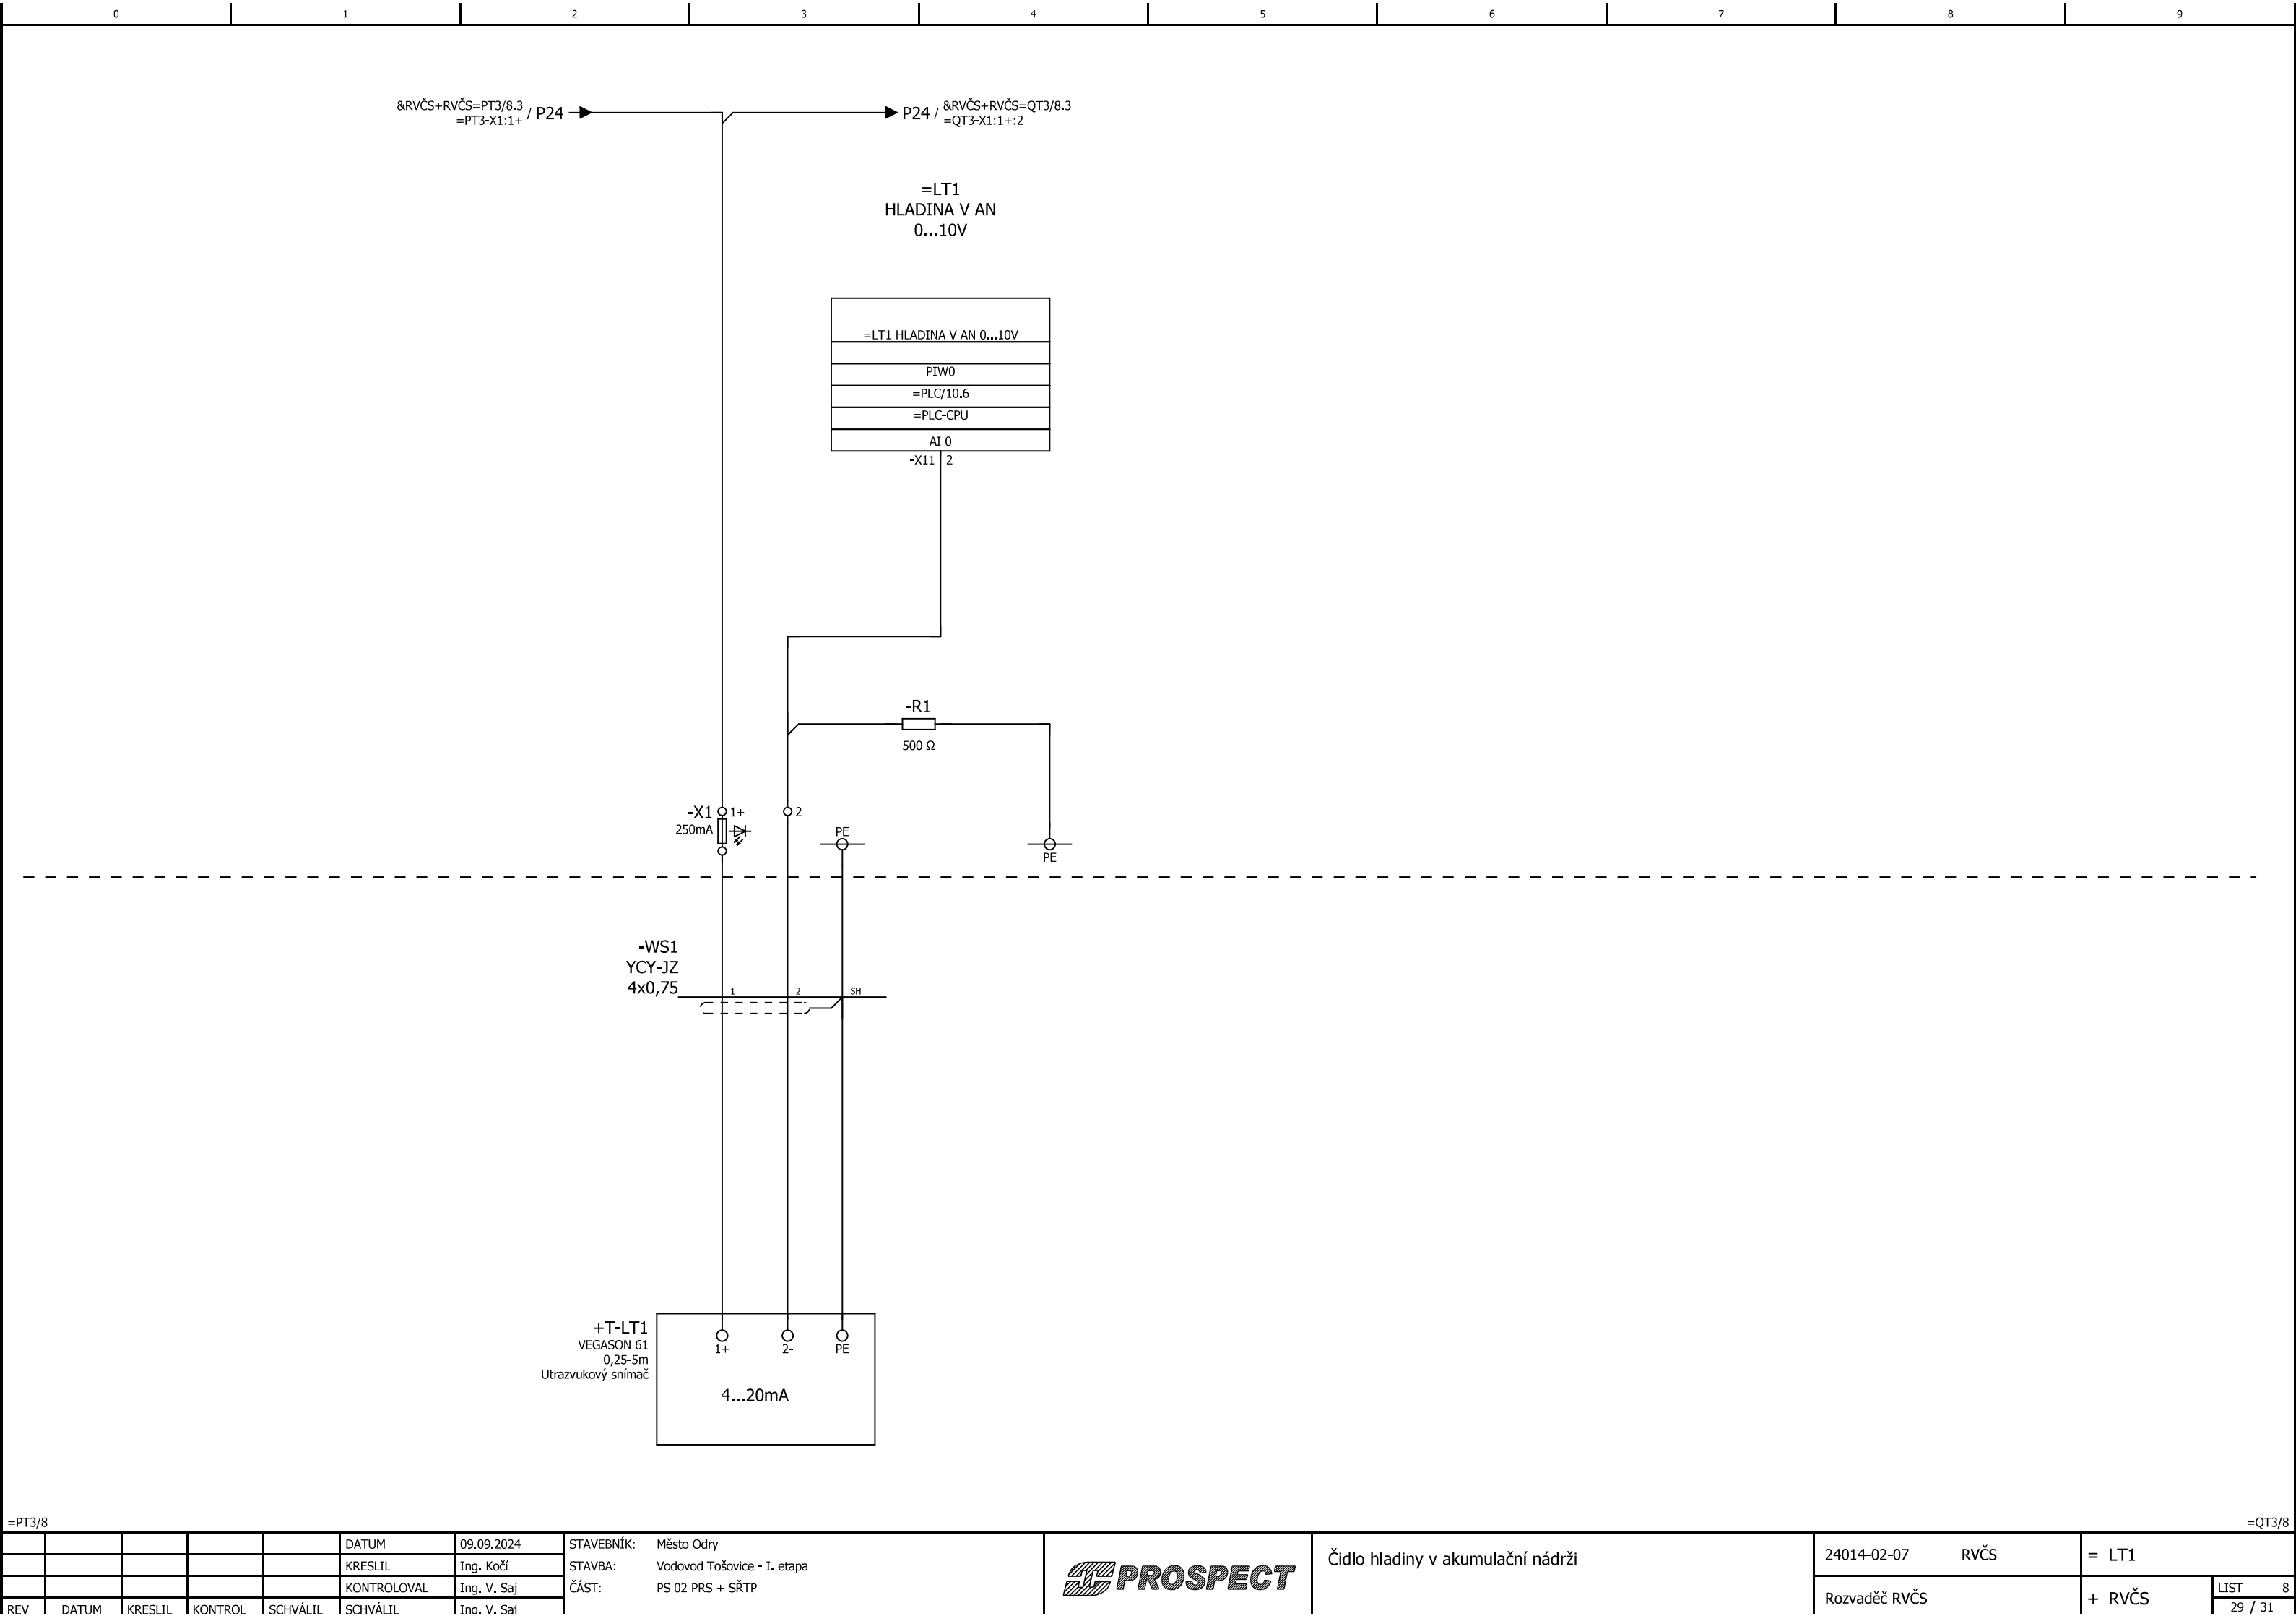 0 1 2 3 4 5 6 7 8 9
&RVČS+RVČS=PT3/8.3
=PT3-X1:1+
/ P24
P24 /
&RVČS+RVČS=QT3/8.3
=QT3-X1:1+:2
=LT1
HLADINA V AN
0...10V
=LT1 HLADINA V AN 0...10V
PIW0
=PLC/10.6
=PLC-CPU
AI 0
-X11 2
-R1
500 Ω
-X1 1+ 2
250mA
PE
PE
-WS1
YCY-JZ
4x0,75
1 2 SH
+T-LT1
VEGASON 61
0,25-5m
Utrazvukový snímač
1+ 2- PE
4...20mA
=PT3/8 =QT3/8
DATUM 09.09.2024
KRESLIL Ing. Kočí
KONTROLOVAL Ing. V. Saj
REV DATUM KRESLIL KONTROL SCHVÁLIL SCHVÁLIL Ing. V. Saj
STAVEBNÍK: Město Odry
STAVBA: Vodovod Tošovice - I. etapa
ČÁST: PS 02 PRS + SŘTP
PROSPECT
Čidlo hladiny v akumulační nádrži
24014-02-07 RVČS
Rozvaděč RVČS
= LT1
+ RVČS
LIST 8
29 / 31